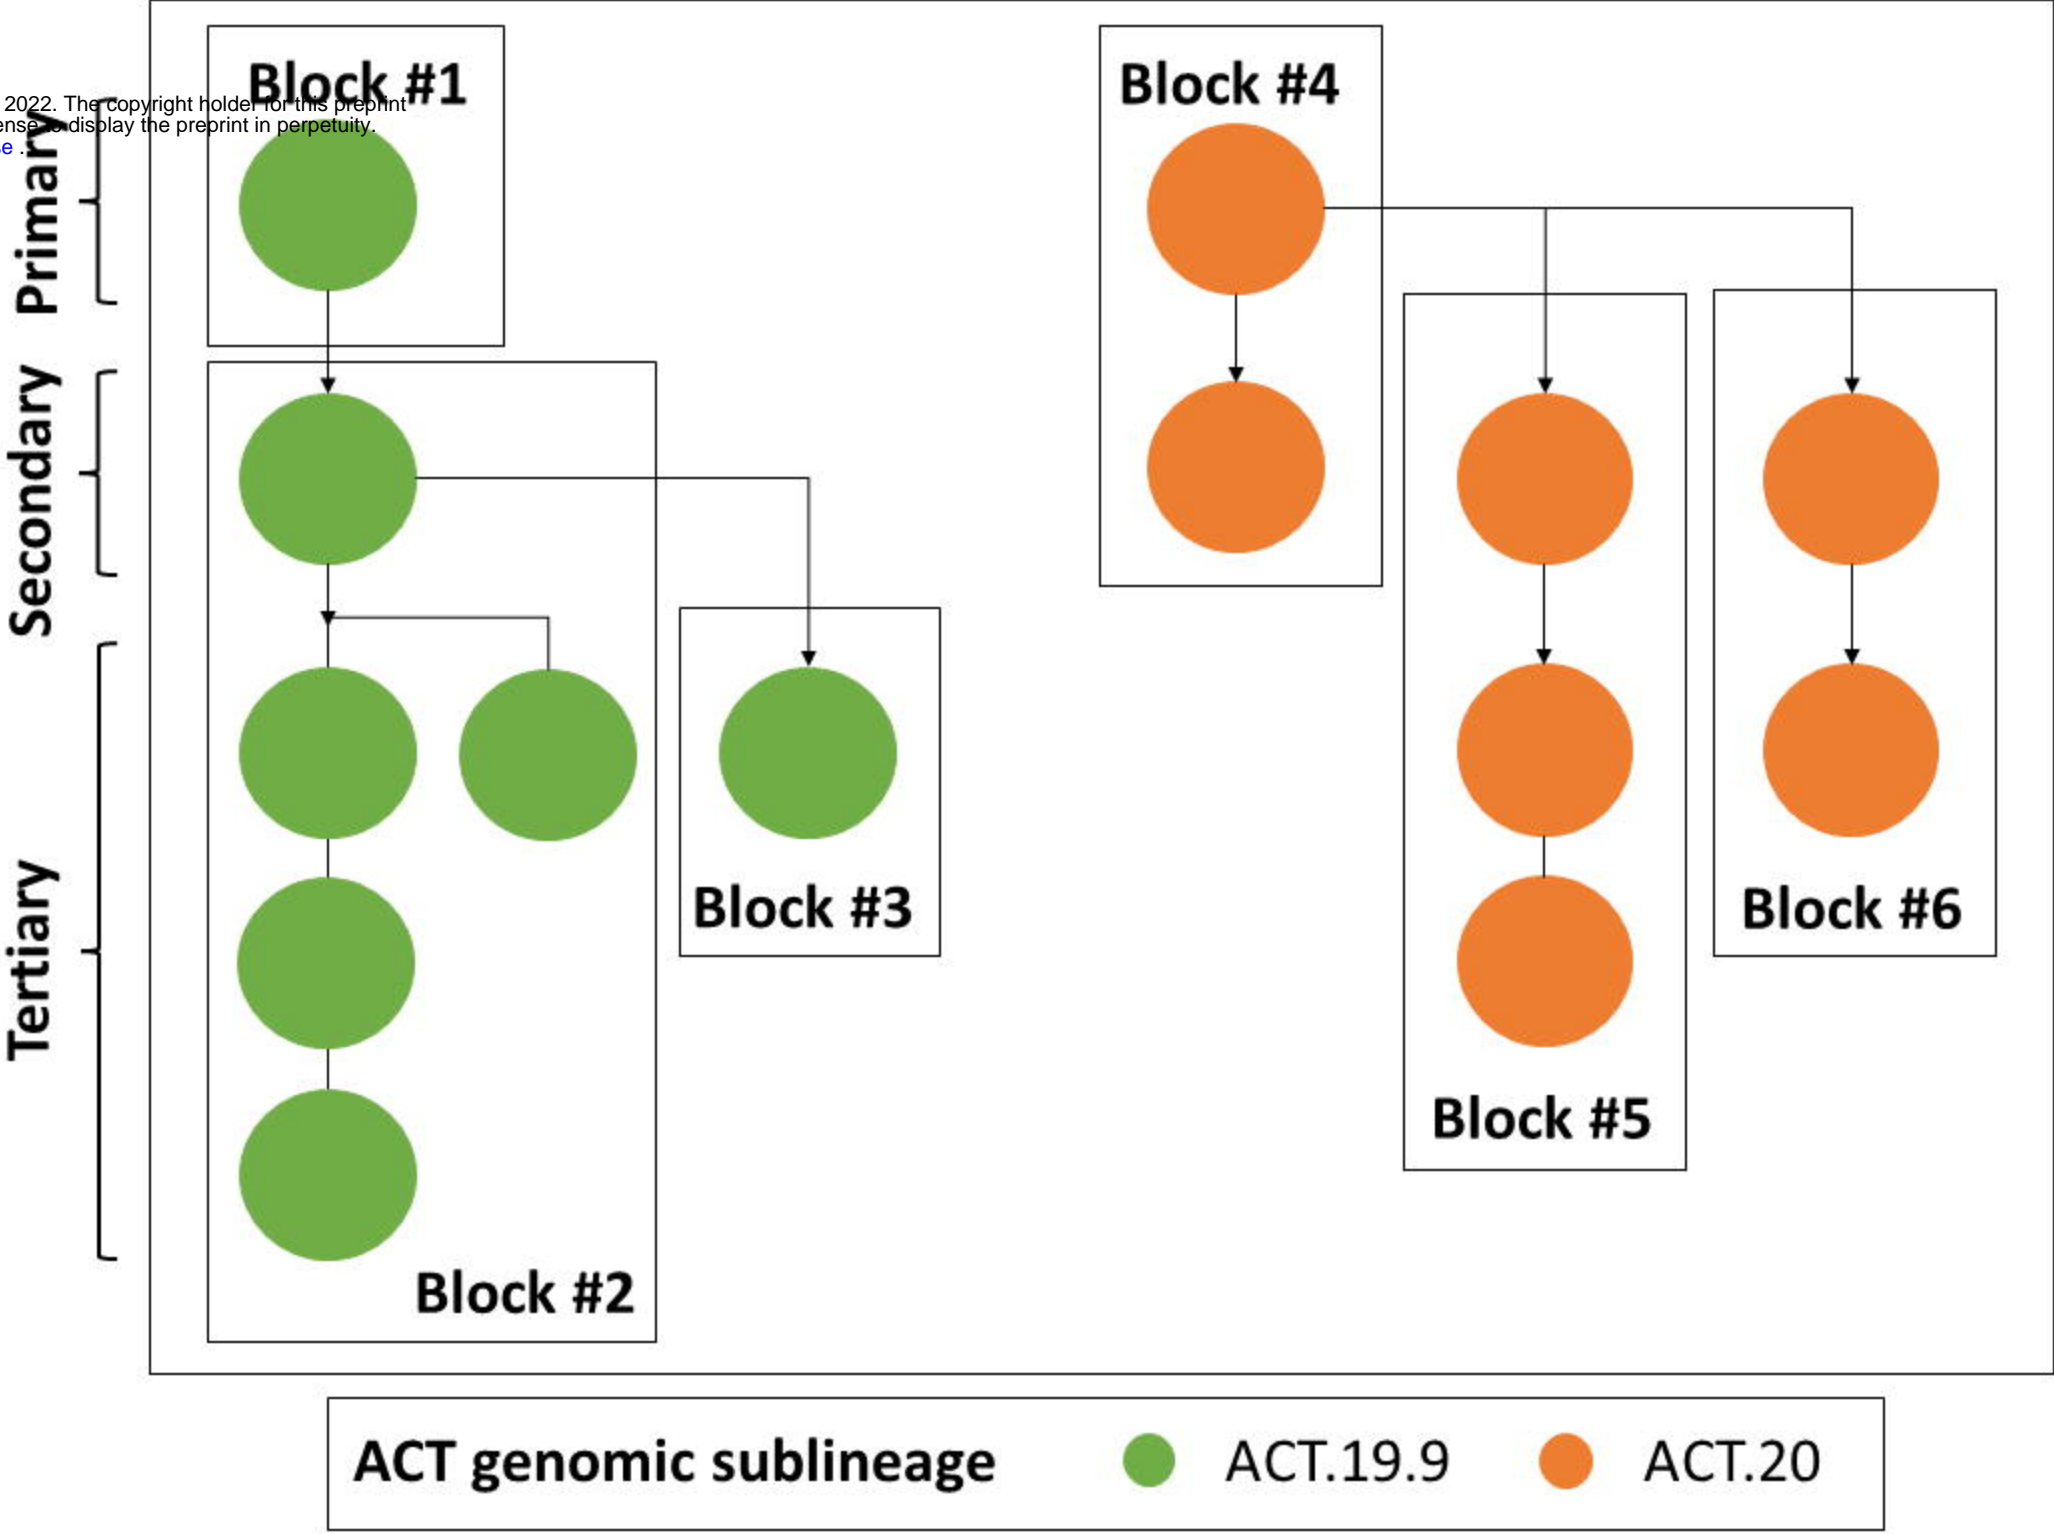 Block #1
Block #4
2022. The copyright holder for this preprint
display the preprint in perpetuity.
Primary
Secondary
Tertiary
Block #3
Block #6
Block #5
Block #2
ACT genomic sublineage
ACT.19.9
ACT.20